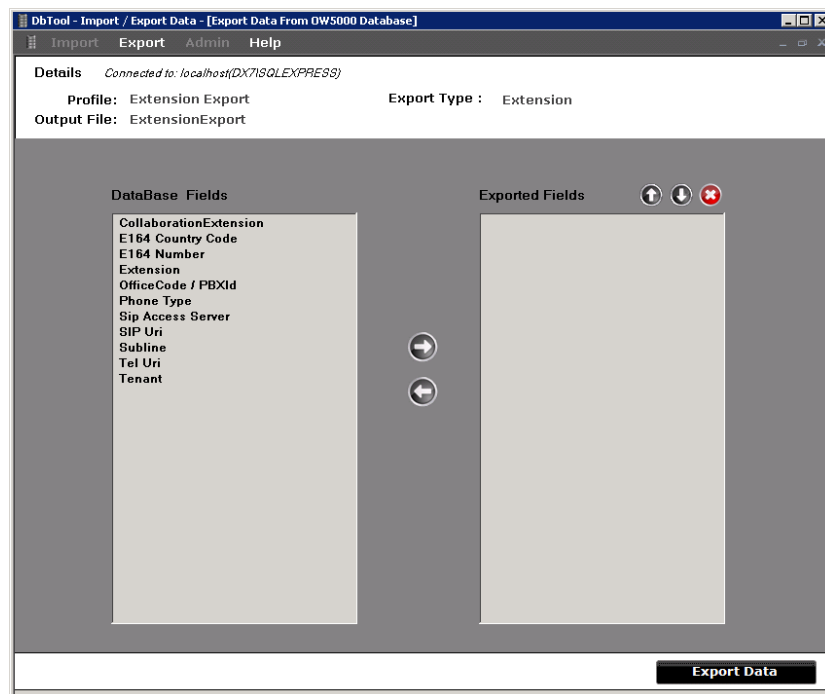 DbTool - Import / Export Data - [Export Data From OW5000 Database]
Import Export Admin Help
Details Connected to: localhost(DX7\SQLEXPRESS)
Profile: Extension Export Export Type : Extension
Output File: ExtensionExport
DataBase Fields Exported Fields
CollaborationExtension
E164 Country Code
E164 Number
Extension
OfficeCode / PBXId
Phone Type
Sip Access Server
SIP Uri
Subline
Tel Uri
Tenant
Export Data